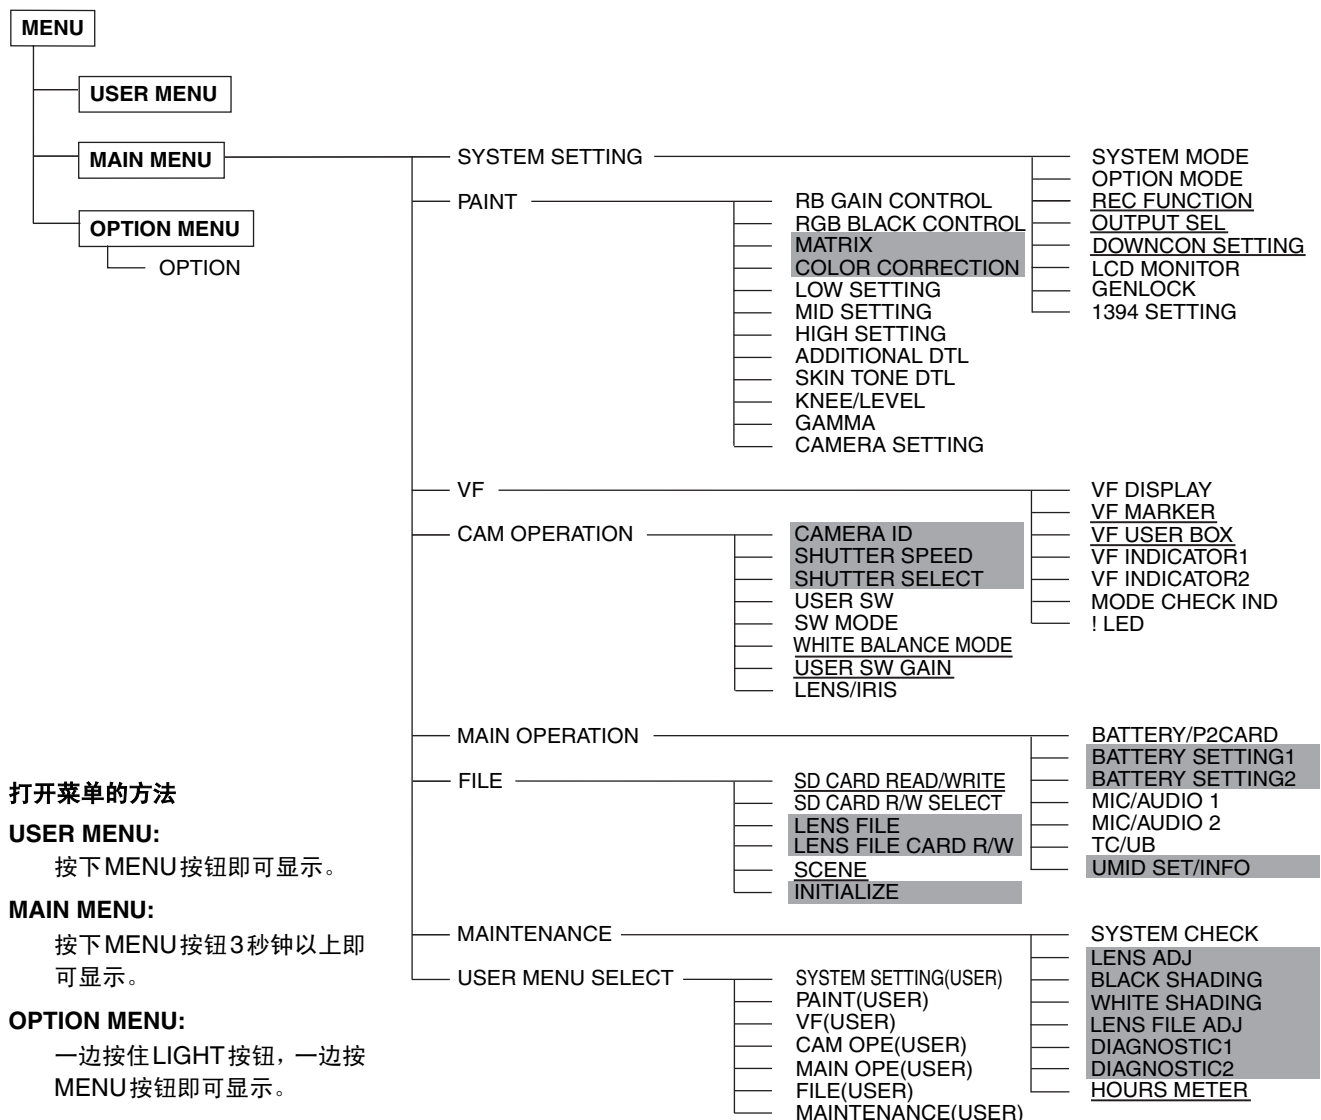 MENU
USER MENU
MAIN MENU
OPTION MENU
OPTION
SYSTEM SETTING
SYSTEM MODE
OPTION MODE
REC FUNCTION
OUTPUT SEL
DOWNCON SETTING
LCD MONITOR
GENLOCK
1394 SETTING
PAINT
RB GAIN CONTROL
RGB BLACK CONTROL
MATRIX
COLOR CORRECTION
LOW SETTING
MID SETTING
HIGH SETTING
ADDITIONAL DTL
SKIN TONE DTL
KNEE/LEVEL
GAMMA
CAMERA SETTING
VF
VF DISPLAY
VF MARKER
VF USER BOX
VF INDICATOR1
VF INDICATOR2
MODE CHECK IND
! LED
CAM OPERATION
CAMERA ID
SHUTTER SPEED
SHUTTER SELECT
USER SW
SW MODE
WHITE BALANCE MODE
USER SW GAIN
LENS/IRIS
MAIN OPERATION
BATTERY/P2CARD
BATTERY SETTING1
BATTERY SETTING2
MIC/AUDIO 1
MIC/AUDIO 2
TC/UB
UMID SET/INFO
FILE
SD CARD READ/WRITE
SD CARD R/W SELECT
LENS FILE
LENS FILE CARD R/W
SCENE
INITIALIZE
MAINTENANCE
SYSTEM CHECK
LENS ADJ
BLACK SHADING
WHITE SHADING
LENS FILE ADJ
DIAGNOSTIC1
DIAGNOSTIC2
HOURS METER
USER MENU SELECT
SYSTEM SETTING(USER)
PAINT(USER)
VF(USER)
CAM OPE(USER)
MAIN OPE(USER)
FILE(USER)
MAINTENANCE(USER)
打开菜单的方法
USER MENU:
按下MENU按钮即可显示。
MAIN MENU:
按下MENU按钮3秒钟以上即
可显示。
OPTION MENU:
一边按住LIGHT按钮，一边按
MENU按钮即可显示。